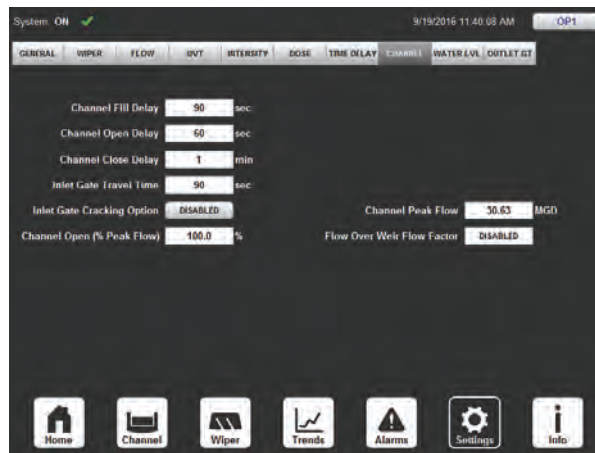 System: ON 9/19/2016 11:40:08 AM OP1
GENERAL WIPER FLOW UVT INTENSITY DOSE TIME DELAY CHANNEL WATER LVL OUTLET GT
Channel Fill Delay 90 sec
Channel Open Delay 60 sec
Channel Close Delay 1 min
Inlet Gate Travel Time 90 sec
Inlet Gate Cracking Option DISABLED Channel Peak Flow 30.63 MGD
Channel Open (% Peak Flow) 100.0 % Flow Over Weir Flow Factor DISABLED
Home Channel Wiper Trends Alarms Settings Info